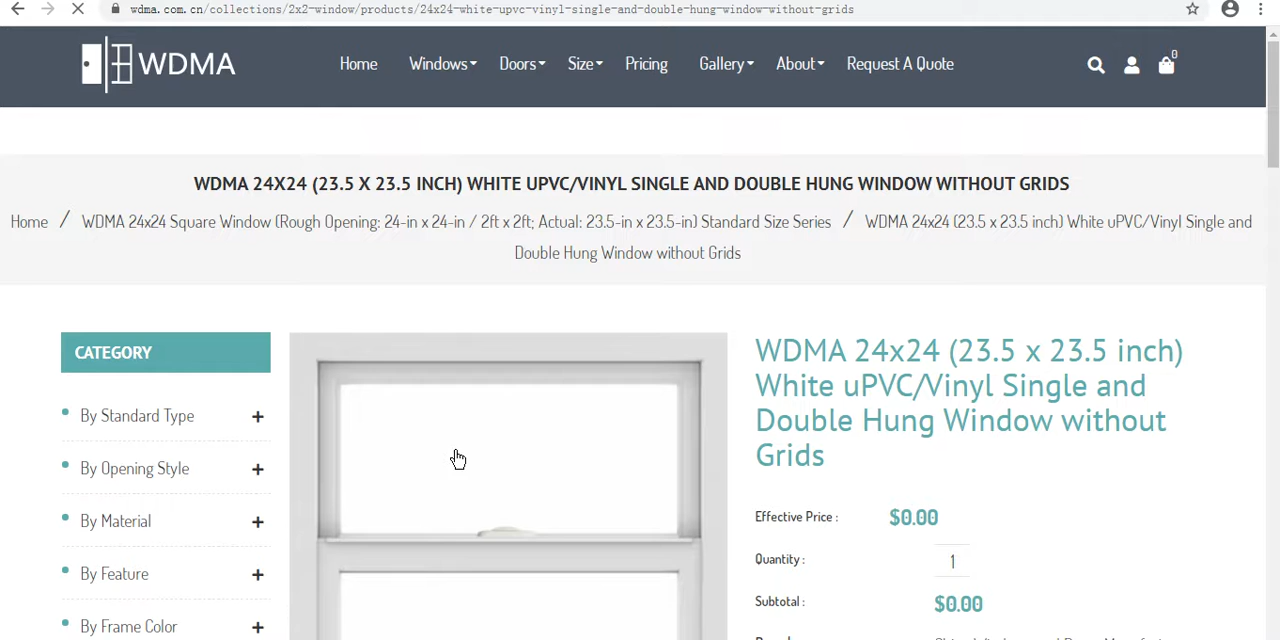 wdma.com.cn/collections/2x2-window/products/24x24-white-upvc-vinyl-single-and-double-hung-window-without-grids
WDMA
Home Windows Doors Size Pricing Gallery About Request A Quote
0
WDMA 24X24 (23.5 X 23.5 INCH) WHITE UPVC/VINYL SINGLE AND DOUBLE HUNG WINDOW WITHOUT GRIDS
Home / WDMA 24x24 Square Window (Rough Opening: 24-in x 24-in / 2ft x 2ft; Actual: 23.5-in x 23.5-in) Standard Size Series / WDMA 24x24 (23.5 x 23.5 inch) White uPVC/Vinyl Single and
Double Hung Window without Grids
CATEGORY
By Standard Type +
By Opening Style +
By Material +
By Feature +
By Frame Color +
WDMA 24x24 (23.5 x 23.5 inch)
White uPVC/Vinyl Single and
Double Hung Window without
Grids
Effective Price : $0.00
Quantity : 1
Subtotal : $0.00